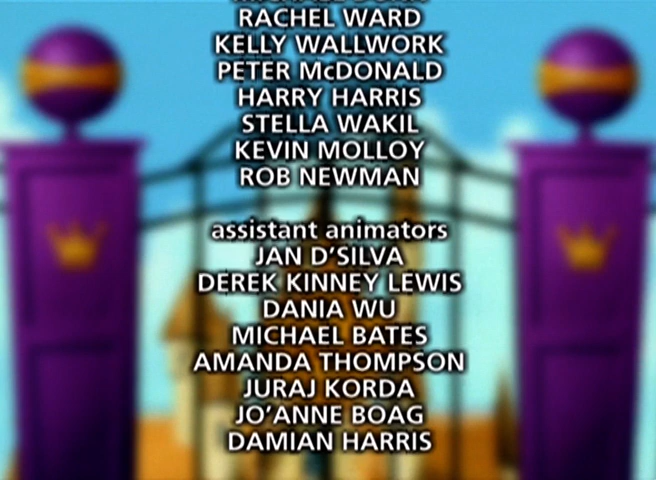 RACHEL WARD
KELLY WALLWORK
PETER McDONALD
HARRY HARRIS
STELLA WAKIL
KEVIN MOLLOY
ROB NEWMAN
assistant animators
JAN D'SILVA
DEREK KINNEY LEWIS
DANIA WU
MICHAEL BATES
AMANDA THOMPSON
JURAJ KORDA
JO'ANNE BOAG
DAMIAN HARRIS